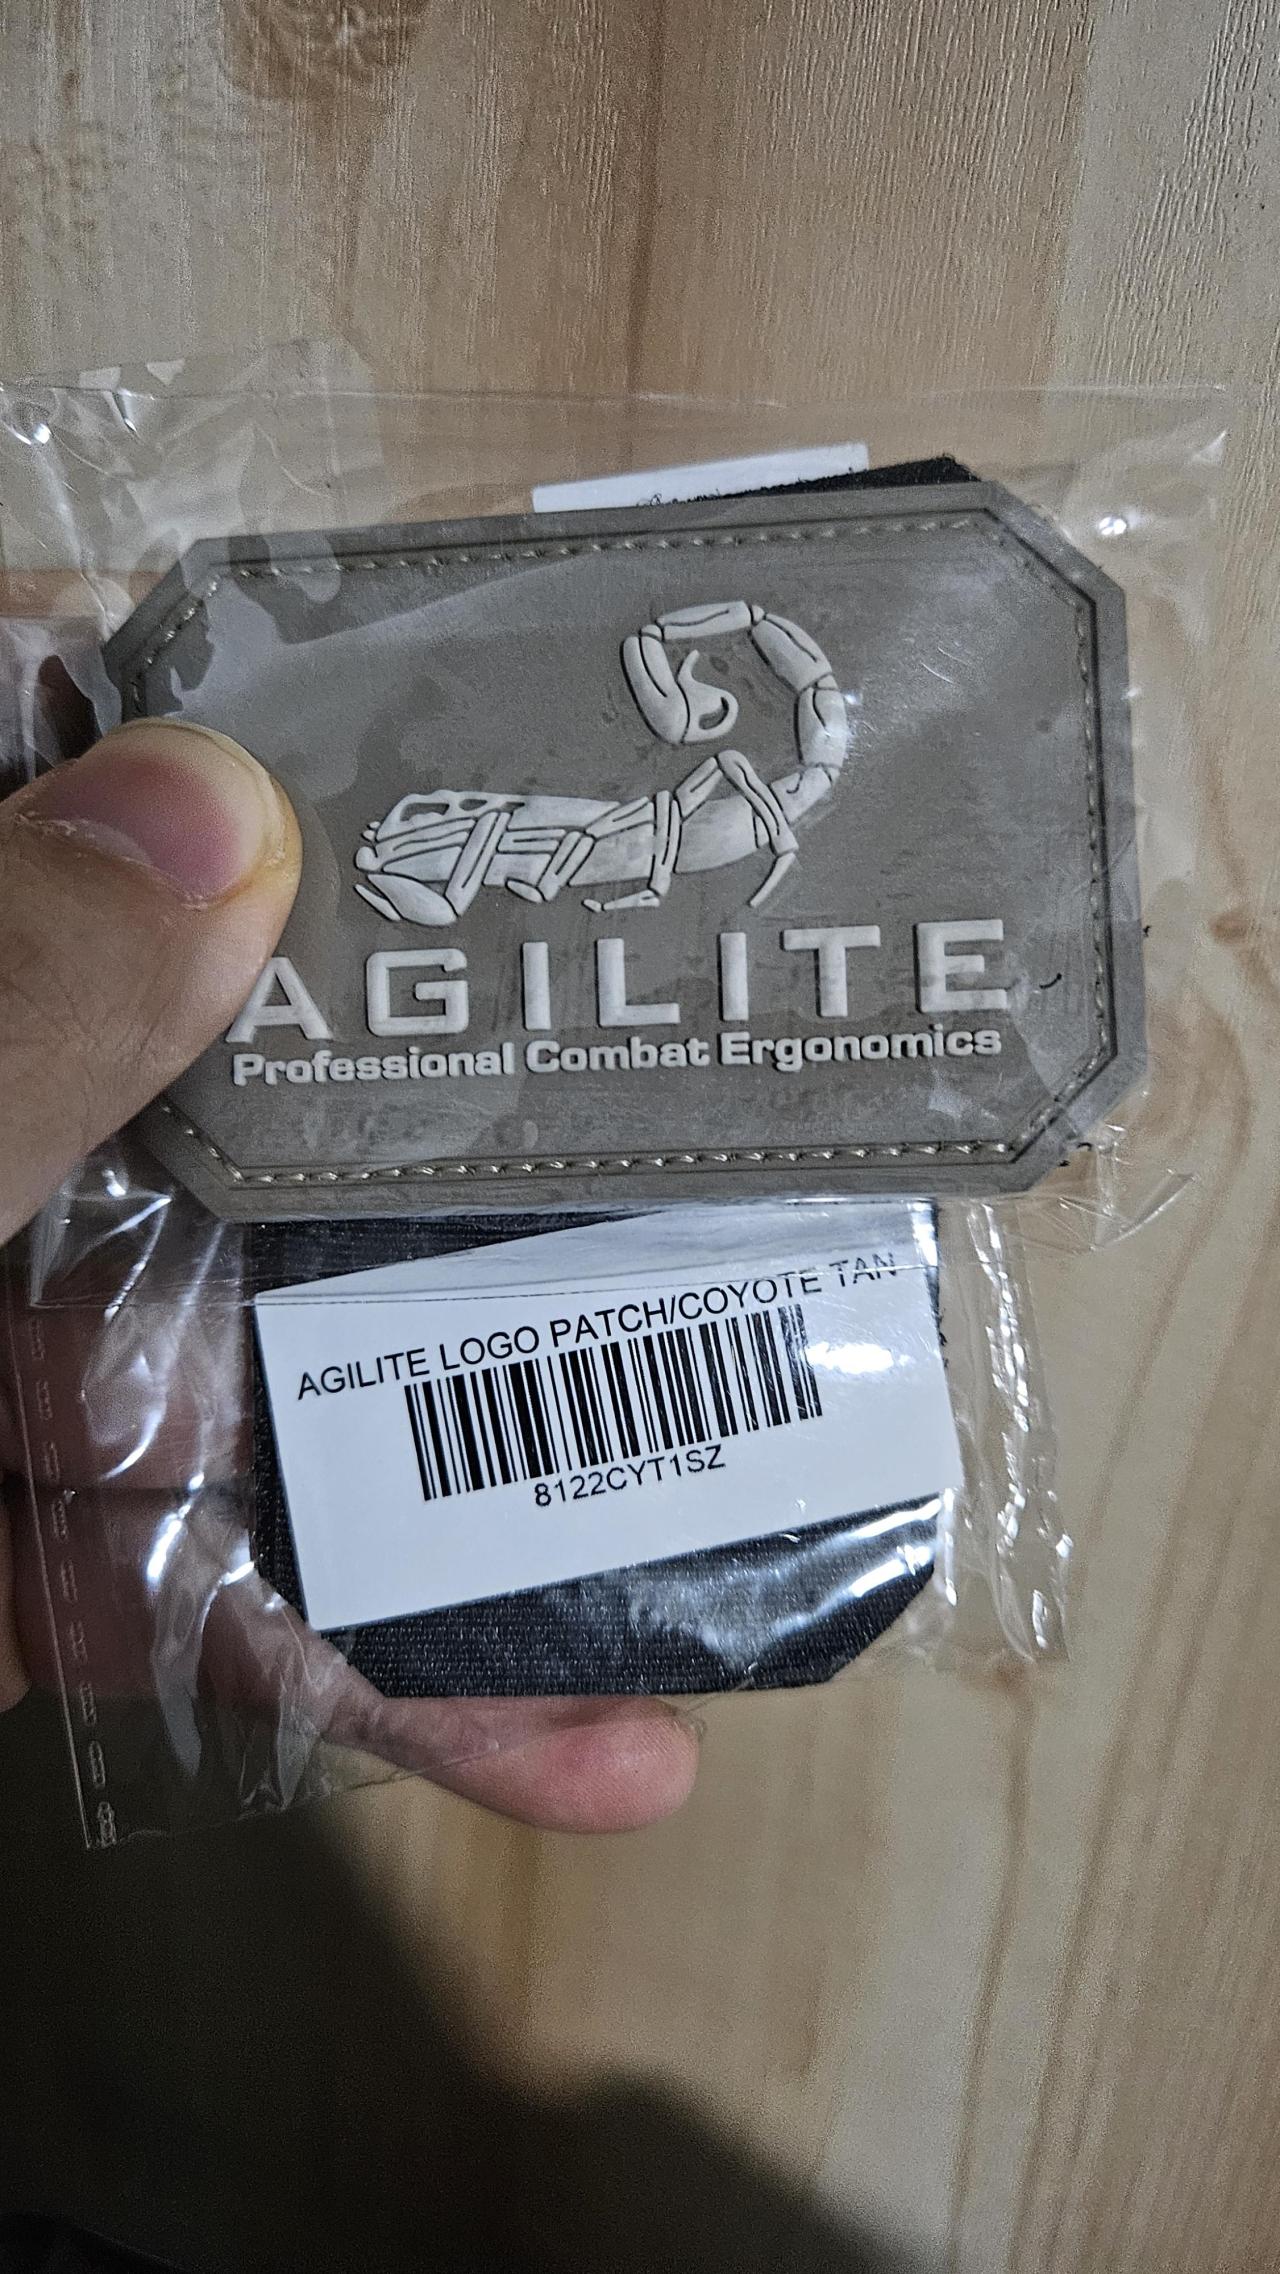 AGILITE
Professional Combat Ergonomics
AGILITE LOGO PATCH/COYOTE TAN
8122CYT1SZ